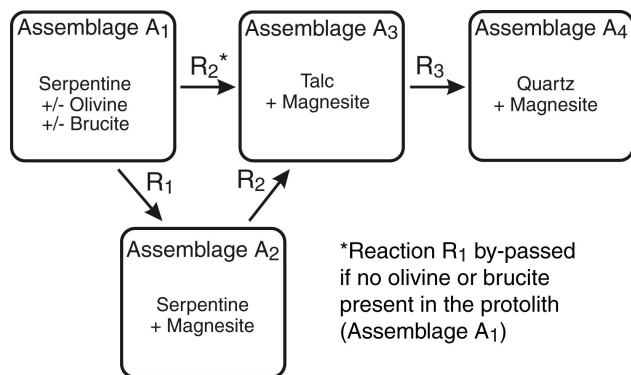 Assemblage A1
Serpentine
+/- Olivine
+/- Brucite
R2*
Assemblage A3
Talc
+ Magnesite
R3
Assemblage A4
Quartz
+ Magnesite
R1
R2
Assemblage A2
Serpentine
+ Magnesite
*Reaction R1 by-passed
if no olivine or brucite
present in the protolith
(Assemblage A1)